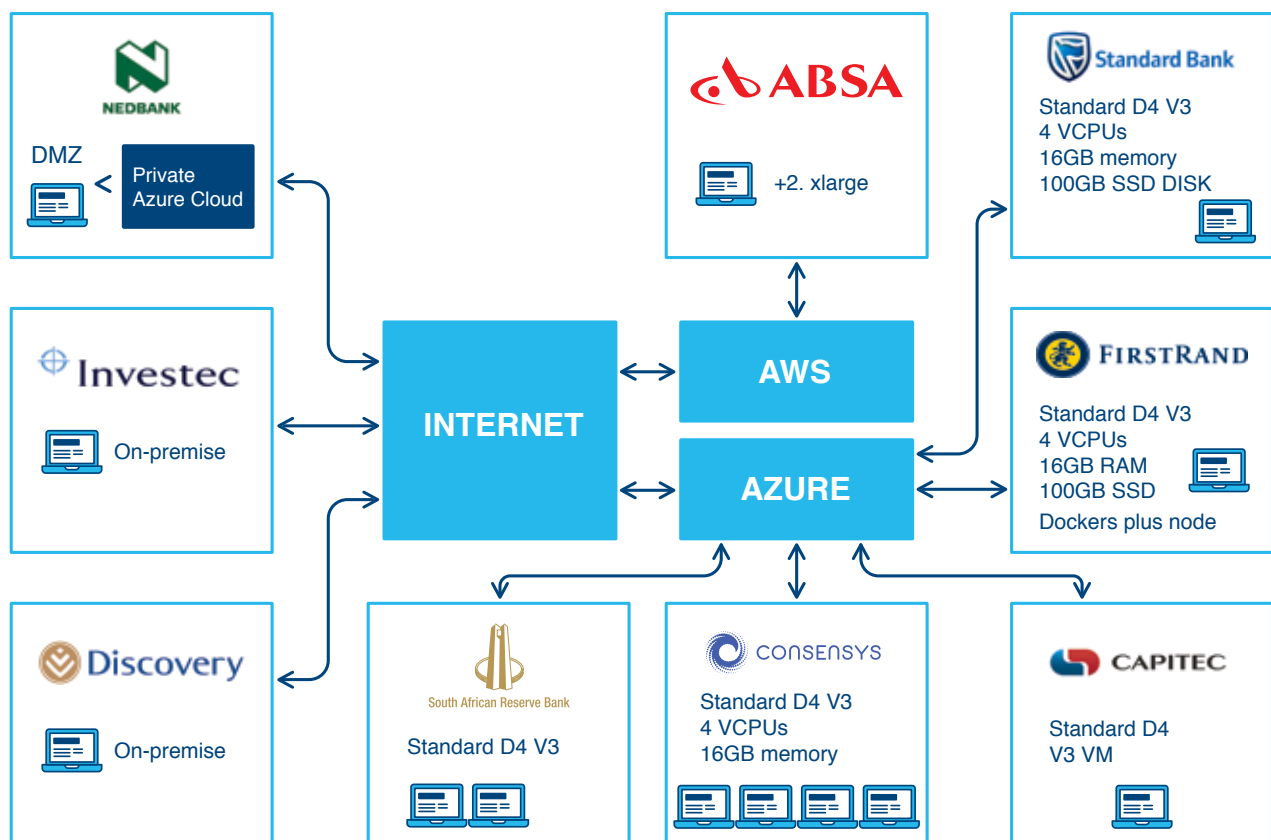 NEDBANK
DMZ
<
Private
Azure Cloud
ABSA
+2. xlarge
Standard Bank
Standard D4 V3
4 VCPUs
16GB memory
100GB SSD DISK
Investec
On-premise
INTERNET
AWS
AZURE
FIRSTRAND
Standard D4 V3
4 VCPUs
16GB RAM
100GB SSD
Dockers plus node
Discovery
On-premise
South African Reserve Bank
Standard D4 V3
CONSENSYS
Standard D4 V3
4 VCPUs
16GB memory
CAPITEC
Standard D4
V3 VM